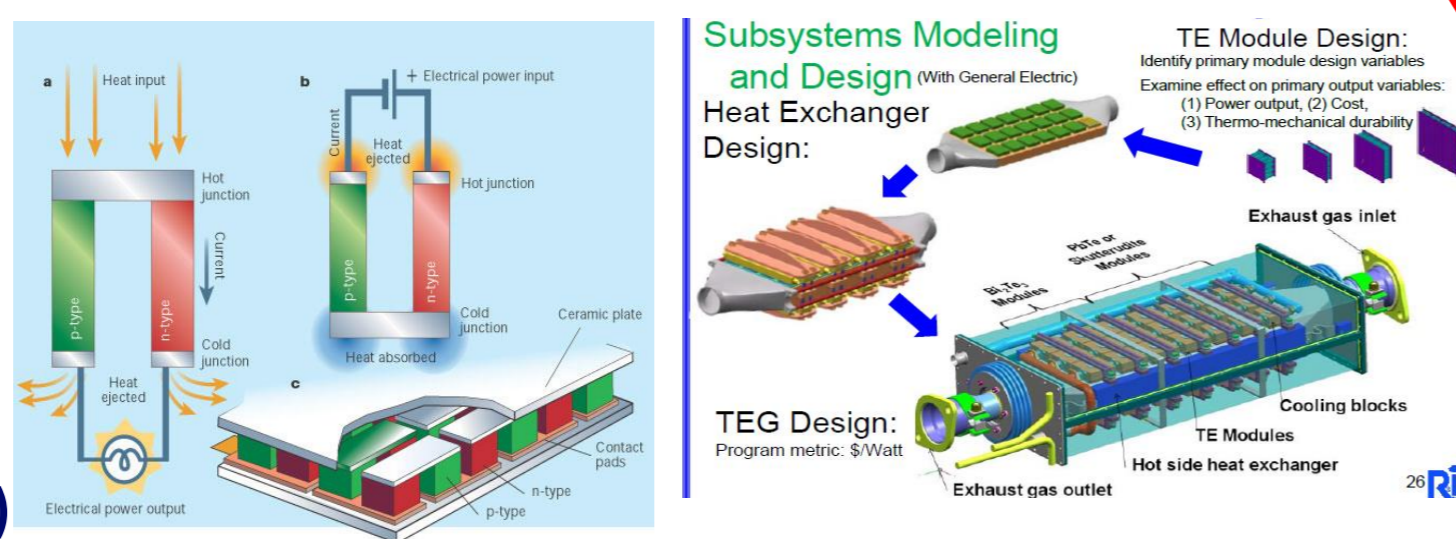 a
Heat input
Hot
junction
p-type
n-type
Current
Cold
junction
Heat
ejected
Electrical power output
b
+ Electrical power input
Current
Heat
ejected
Hot junction
p-type
n-type
Cold
junction
Heat absorbed
c
Ceramic plate
Contact
pads
n-type
p-type
Subsystems Modeling
and Design (With General Electric)
Heat Exchanger
Design:
TE Module Design:
Identify primary module design variables
Examine effect on primary output variables:
(1) Power output, (2) Cost,
(3) Thermo-mechanical durability
Exhaust gas inlet
PbTe or
Skutterudite
Modules
Bi2Te3
Modules
TEG Design:
Program metric: $/Watt
Cooling blocks
TE Modules
Hot side heat exchanger
Exhaust gas outlet
26